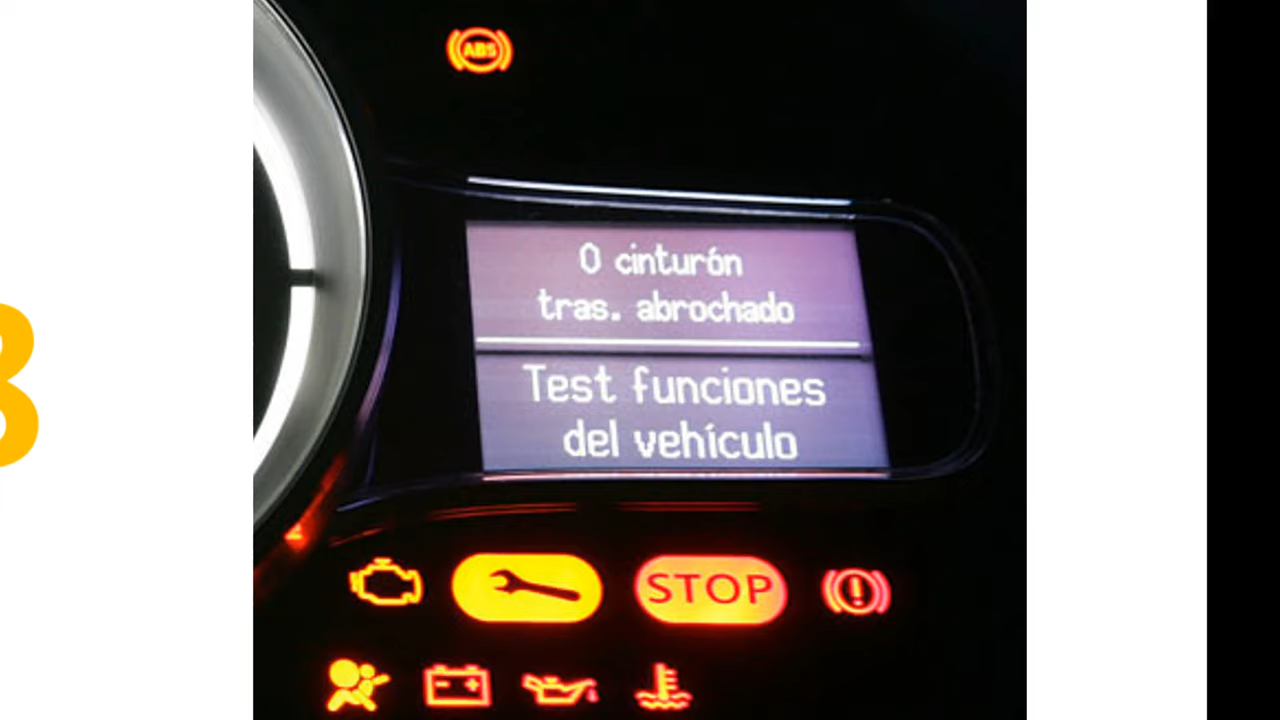 ABS
0 cinturón
tras. abrochado
Test funciones
del vehículo
STOP